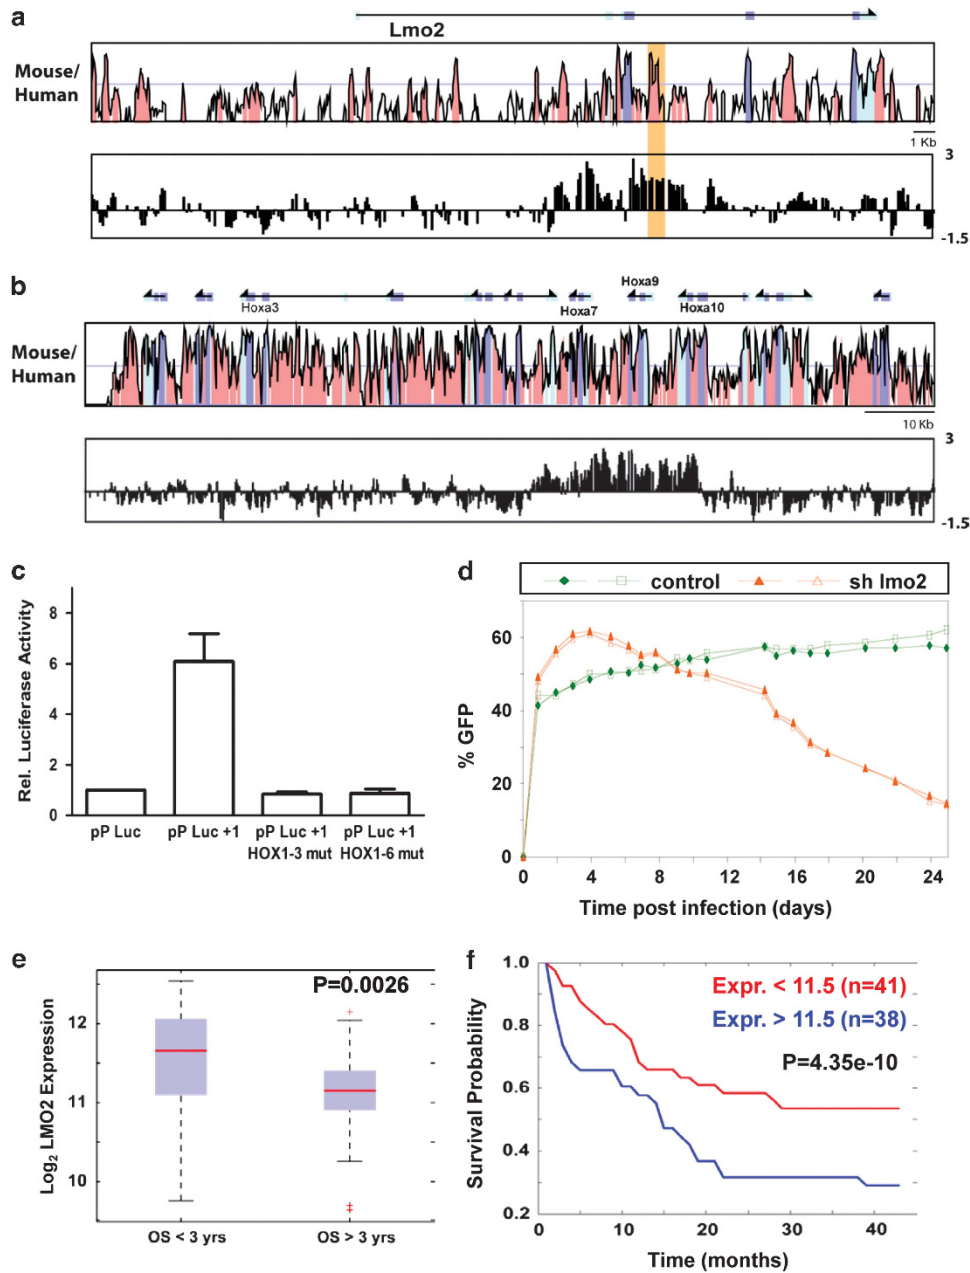 a
Lmo2
Mouse/
Human
1 Kb
3
-1.5
b
Hoxa3
Hoxa7
Hoxa9
Hoxa10
Mouse/
Human
10 Kb
3
-1.5
c
Rel. Luciferase Activity
8
6
4
2
0
pP Luc
pP Luc +1
pP Luc +1
HOX1-3 mut
pP Luc +1
HOX1-6 mut
d
control
sh lmo2
% GFP
60
40
20
0
0 4 8 12 16 20 24
Time post infection (days)
e
P=0.0026
Log₂ LMO2 Expression
12
11
10
OS < 3 yrs
OS > 3 yrs
f
Expr. < 11.5 (n=41)
Expr. > 11.5 (n=38)
P=4.35e-10
Survival Probability
1.0
0.8
0.6
0.4
0.2
0 10 20 30 40
Time (months)